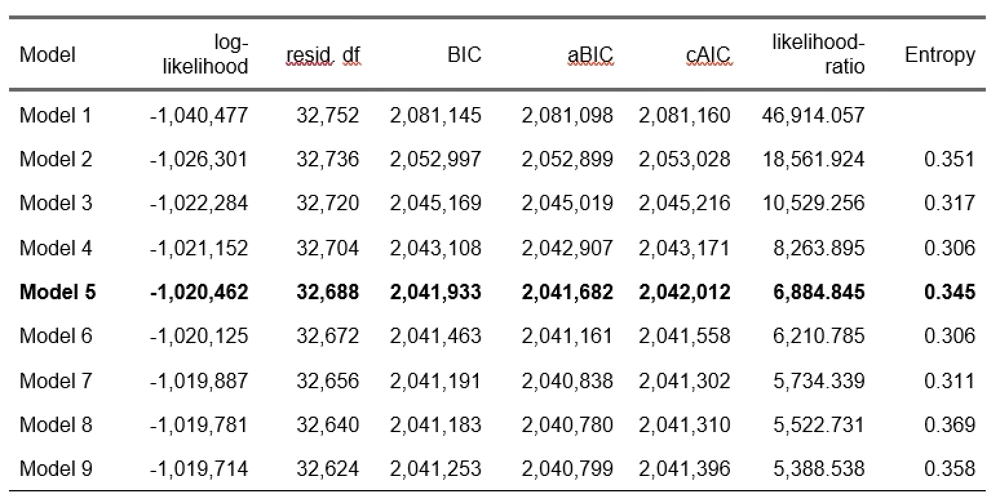 Model log-likelihood resid. df BIC aBIC cAIC likelihood-ratio Entropy
Model 1 -1,040,477 32,752 2,081,145 2,081,098 2,081,160 46,914.057
Model 2 -1,026,301 32,736 2,052,997 2,052,899 2,053,028 18,561.924 0.351
Model 3 -1,022,284 32,720 2,045,169 2,045,019 2,045,216 10,529.256 0.317
Model 4 -1,021,152 32,704 2,043,108 2,042,907 2,043,171 8,263.895 0.306
Model 5 -1,020,462 32,688 2,041,933 2,041,682 2,042,012 6,884.845 0.345
Model 6 -1,020,125 32,672 2,041,463 2,041,161 2,041,558 6,210.785 0.306
Model 7 -1,019,887 32,656 2,041,191 2,040,838 2,041,302 5,734.339 0.311
Model 8 -1,019,781 32,640 2,041,183 2,040,780 2,041,310 5,522.731 0.369
Model 9 -1,019,714 32,624 2,041,253 2,040,799 2,041,396 5,388.538 0.358